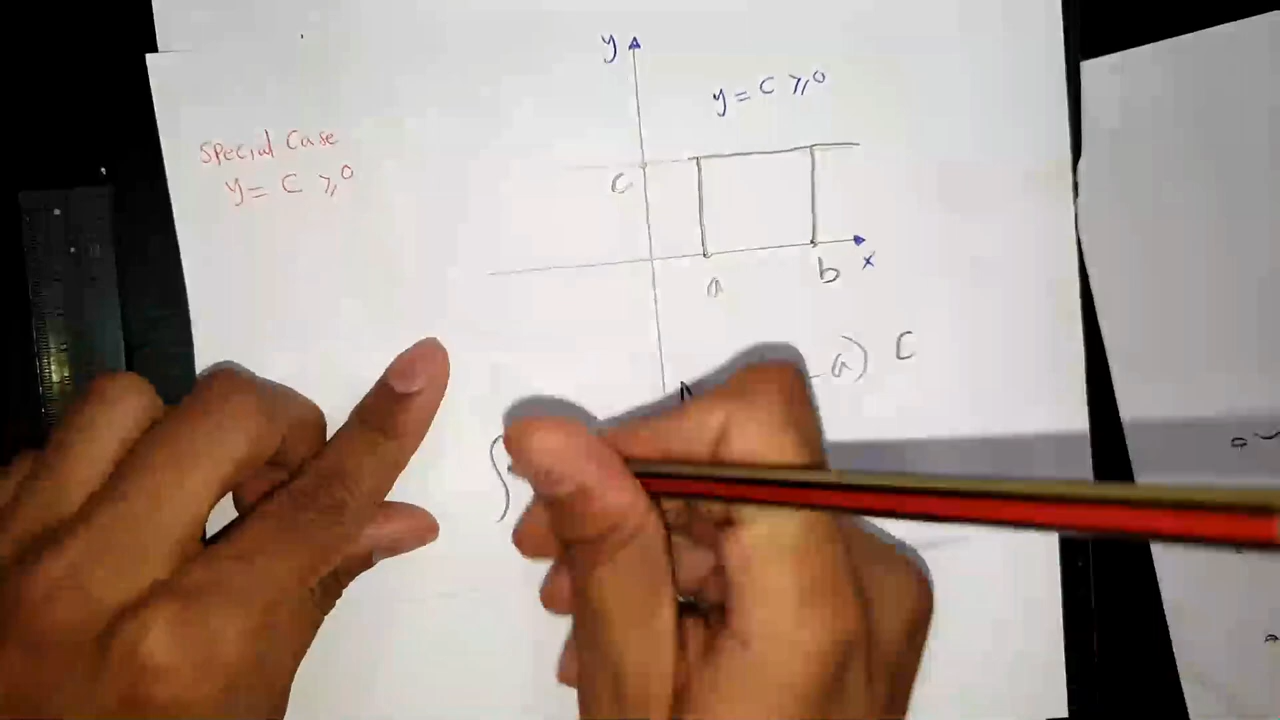 y
y = C ⩾ 0
Special Case
y = C ⩾ 0
C
a
b
x
a) C
∫